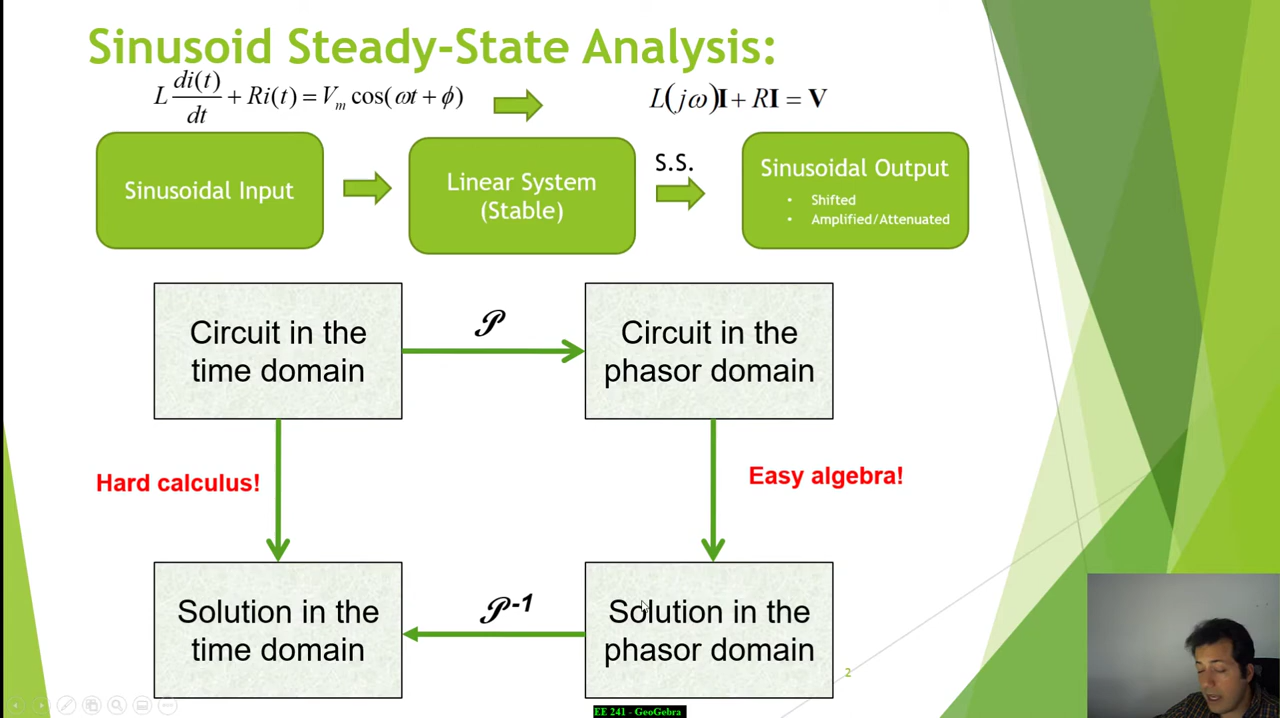 Sinusoid Steady-State Analysis:
L di(t)/dt + Ri(t) = V_m cos(ωt + ϕ)
L(jω)I + RI = V
Sinusoidal Input
Linear System
(Stable)
S.S.
Sinusoidal Output
• Shifted
• Amplified/Attenuated
Circuit in the
time domain
𝒫
Circuit in the
phasor domain
Hard calculus!
Easy algebra!
Solution in the
time domain
𝒫-1
Solution in the
phasor domain
2
EE 241 - GeoGebra